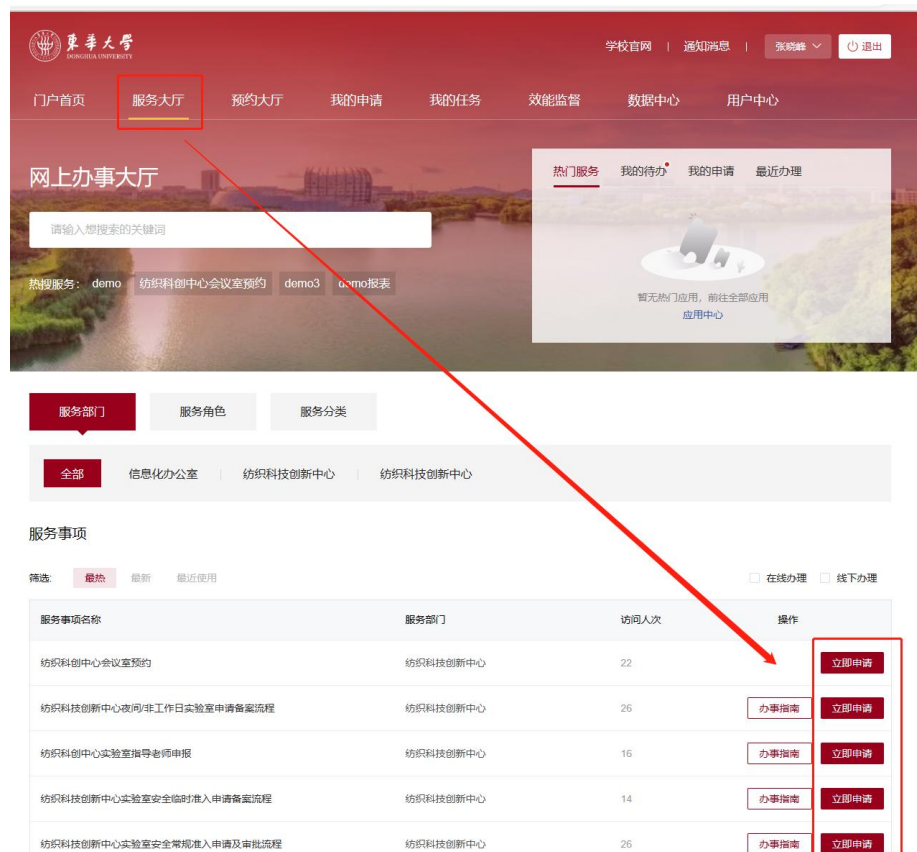 東華大學
DONGHUA UNIVERSITY
学校官网 | 通知消息 | 张晓峰 退出
门户首页 服务大厅 预约大厅 我的申请 我的任务 效能监督 数据中心 用户中心
网上办事大厅
热门服务 我的待办 我的申请 最近办理
请输入想搜索的关键词
热搜服务: demo 纺织科创中心会议室预约 demo3 demo报表
暂无热门应用，前往全部应用
应用中心
服务部门 服务角色 服务分类
全部 信息化办公室 纺织科技创新中心 纺织科技创新中心
服务事项
筛选: 最热 最新 最近使用 在线办理 线下办理
服务事项名称 服务部门 访问人次 操作
纺织科创中心会议室预约 纺织科技创新中心 22 立即申请
纺织科技创新中心夜间/非工作日实验室申请备案流程 纺织科技创新中心 26 办事指南 立即申请
纺织科创中心实验室指导老师申报 纺织科技创新中心 16 办事指南 立即申请
纺织科技创新中心实验室安全临时准入申请备案流程 纺织科技创新中心 14 办事指南 立即申请
纺织科技创新中心实验室安全常规准入申请及审批流程 纺织科技创新中心 26 办事指南 立即申请